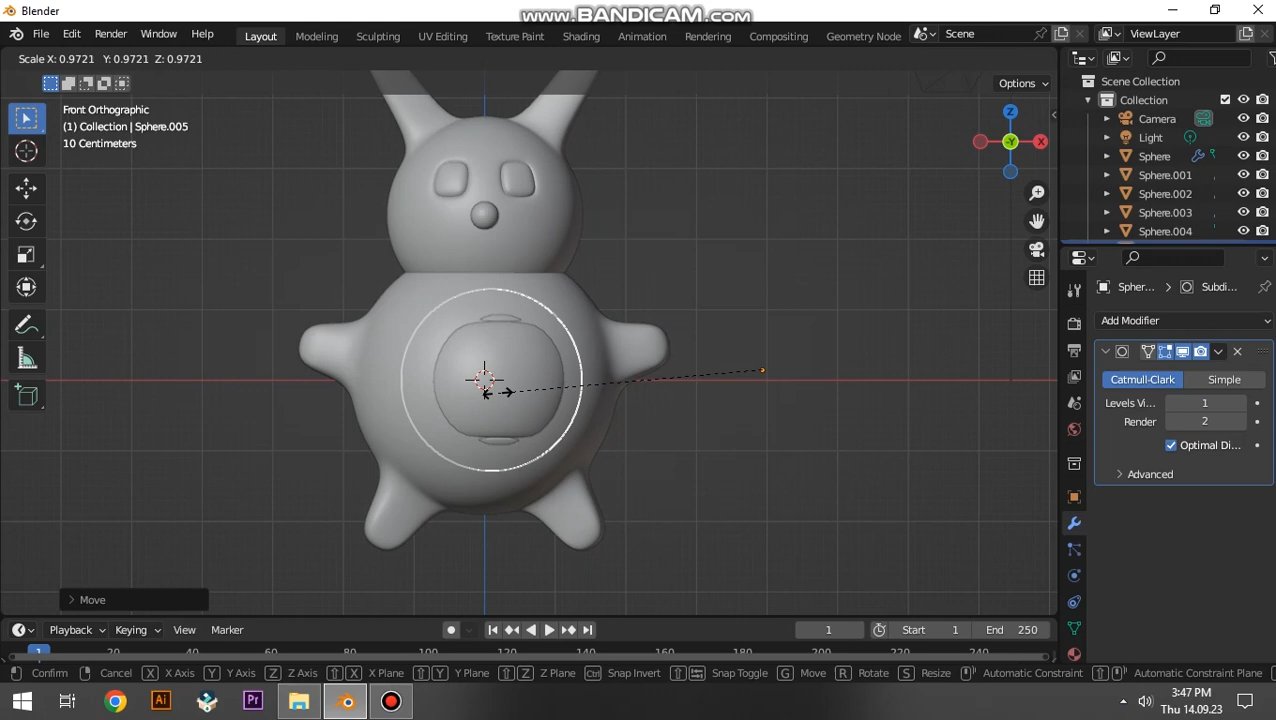 Blender
www.BANDICAM.com
File Edit Render Window Help
Layout Modeling Sculpting UV Editing Texture Paint Shading Animation Rendering Compositing Geometry Node
Scene
ViewLayer
Scale X: 0.9721 Y: 0.9721 Z: 0.9721
Options
Front Orthographic
(1) Collection | Sphere.005
10 Centimeters
Z
-Y
X
Scene Collection
Collection
Camera
Light
Sphere
Sphere.001
Sphere.002
Sphere.003
Sphere.004
Spher... > Subdi...
Add Modifier
Catmull-Clark Simple
Levels Vi... 1
Render 2
Optimal Di...
> Advanced
> Move
Playback Keying View Marker
1
Start 1 End 250
1 20 40 60 80 100 120 140 160 180 200 220 240
Confirm Cancel X X Axis Y Y Axis Z Z Axis X X Plane Y Y Plane Z Z Plane Ctrl Snap Invert Snap Toggle G Move R Rotate S Resize Automatic Constraint Automatic Constraint Plane
Ai
Pr
3:47 PM
Thu 14.09.23